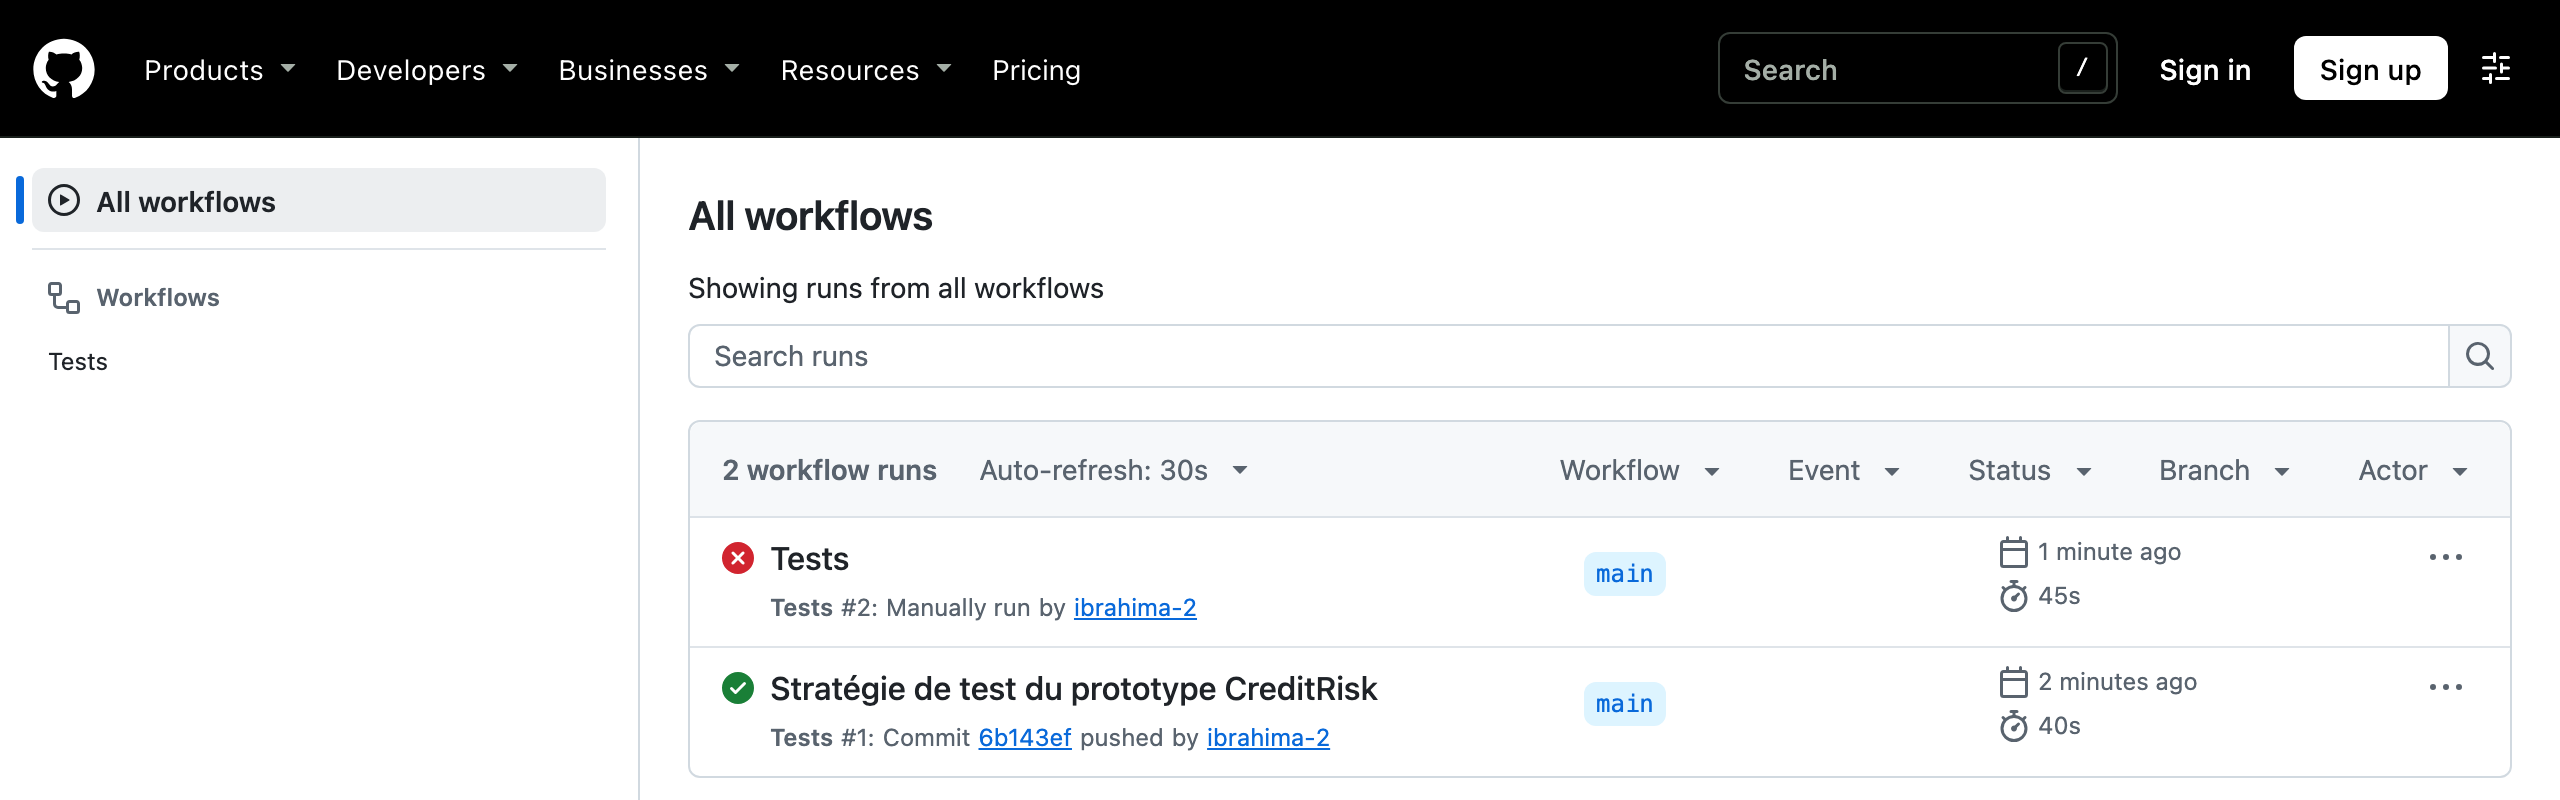 Products Developers Businesses Resources Pricing Search / Sign in Sign up
All workflows
Workflows
Tests
All workflows
Showing runs from all workflows
Search runs
2 workflow runs Auto-refresh: 30s Workflow Event Status Branch Actor
Tests
Tests #2: Manually run by ibrahima-2
main
1 minute ago
45s
Stratégie de test du prototype CreditRisk
Tests #1: Commit 6b143ef pushed by ibrahima-2
main
2 minutes ago
40s